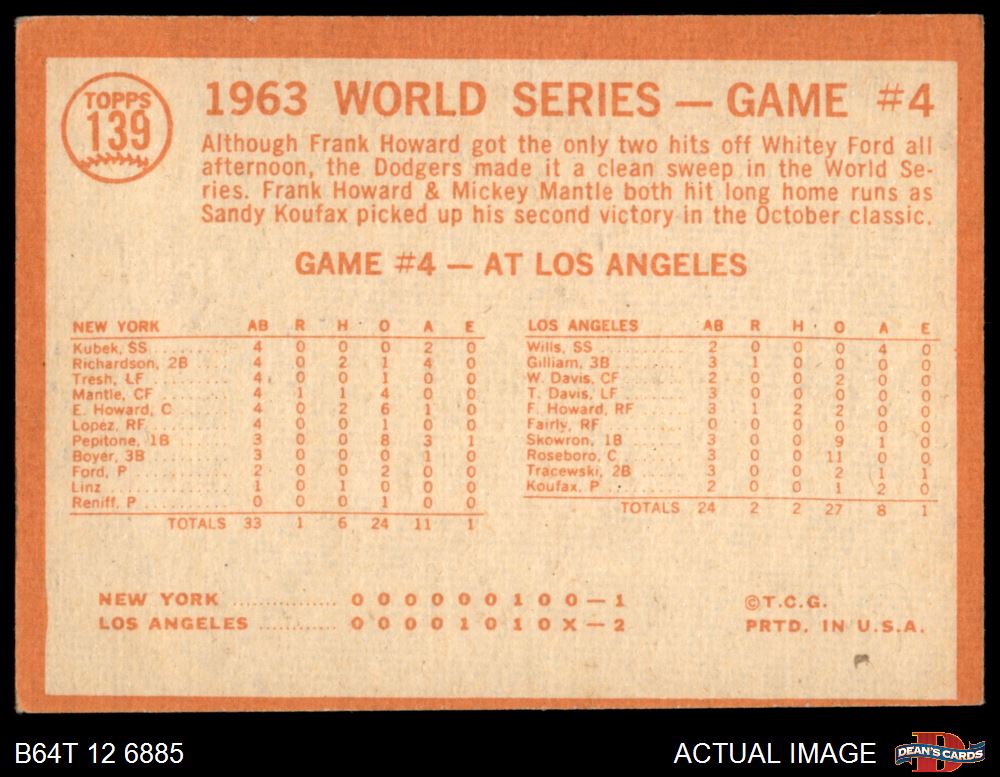 TOPPS
139
1963 WORLD SERIES — GAME #4
Although Frank Howard got the only two hits off Whitey Ford all
afternoon, the Dodgers made it a clean sweep in the World Se-
ries. Frank Howard & Mickey Mantle both hit long home runs as
Sandy Koufax picked up his second victory in the October classic.
GAME #4 — AT LOS ANGELES
NEW YORK AB R H O A E
Kubek, SS 4 0 0 0 2 0
Richardson, 2B 4 0 2 1 4 0
Tresh, LF 4 0 0 1 0 0
Mantle, CF 4 1 1 4 0 0
E. Howard, C 4 0 2 6 1 0
Lopez, RF 4 0 0 1 0 0
Pepitone, 1B 3 0 0 8 3 1
Boyer, 3B 3 0 0 0 1 0
Ford, P 2 0 0 2 0 0
Linz 1 0 1 0 0 0
Reniff, P 0 0 0 1 0 0
TOTALS 33 1 6 24 11 1
LOS ANGELES AB R H O A E
Wills, SS 2 0 0 0 4 0
Gilliam, 3B 3 1 0 0 0 0
W. Davis, CF 2 0 0 2 0 0
T. Davis, LF 3 0 0 0 0 0
F. Howard, RF 3 1 2 2 0 0
Fairly, RF 0 0 0 0 0 0
Skowron, 1B 3 0 0 9 1 0
Roseboro, C 3 0 0 11 0 0
Tracewski, 2B 3 0 0 2 1 1
Koufax, P 2 0 0 1 2 0
TOTALS 24 2 2 27 8 1
NEW YORK .............. 0 0 0 0 0 0 1 0 0 — 1
LOS ANGELES ........... 0 0 0 0 1 0 1 0 X — 2
©T.C.G.
PRTD. IN U.S.A.
B64T 12 6885
ACTUAL IMAGE
DEAN'S CARDS